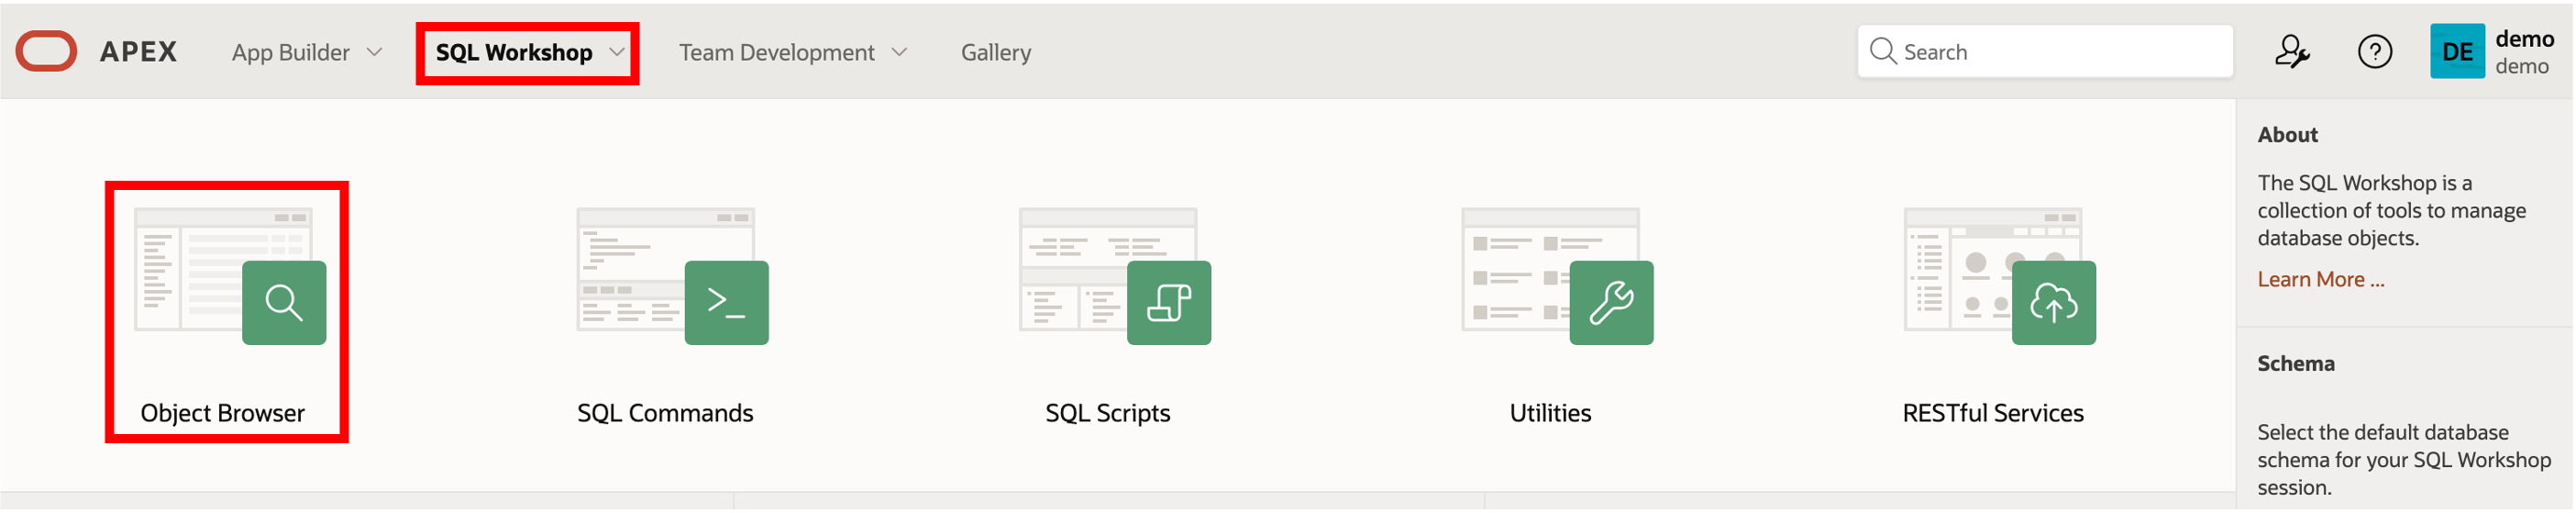 APEX App Builder SQL Workshop Team Development Gallery Search DE demo
demo
Object Browser SQL Commands SQL Scripts Utilities RESTful Services
About
The SQL Workshop is a
collection of tools to manage
database objects.
Learn More ...
Schema
Select the default database
schema for your SQL Workshop
session.